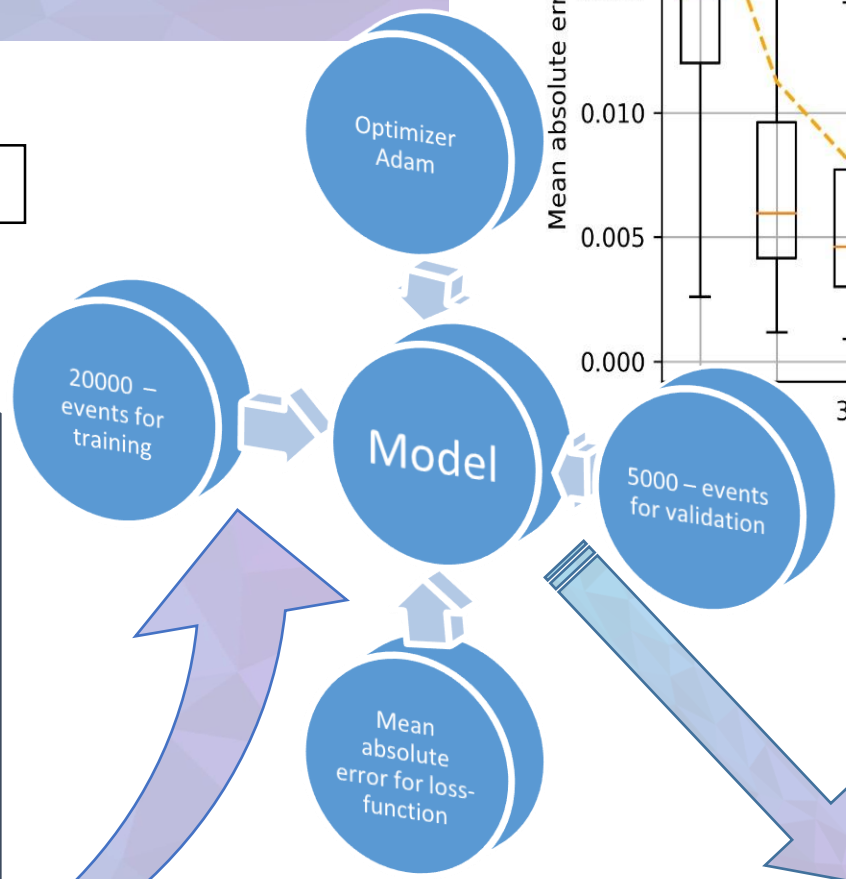 Optimizer
Adam
Mean absolute
0.010
0.005
0.000
3
20000 –
events for
training
Model
5000 – events
for validation
Mean
absolute
error for loss-
function